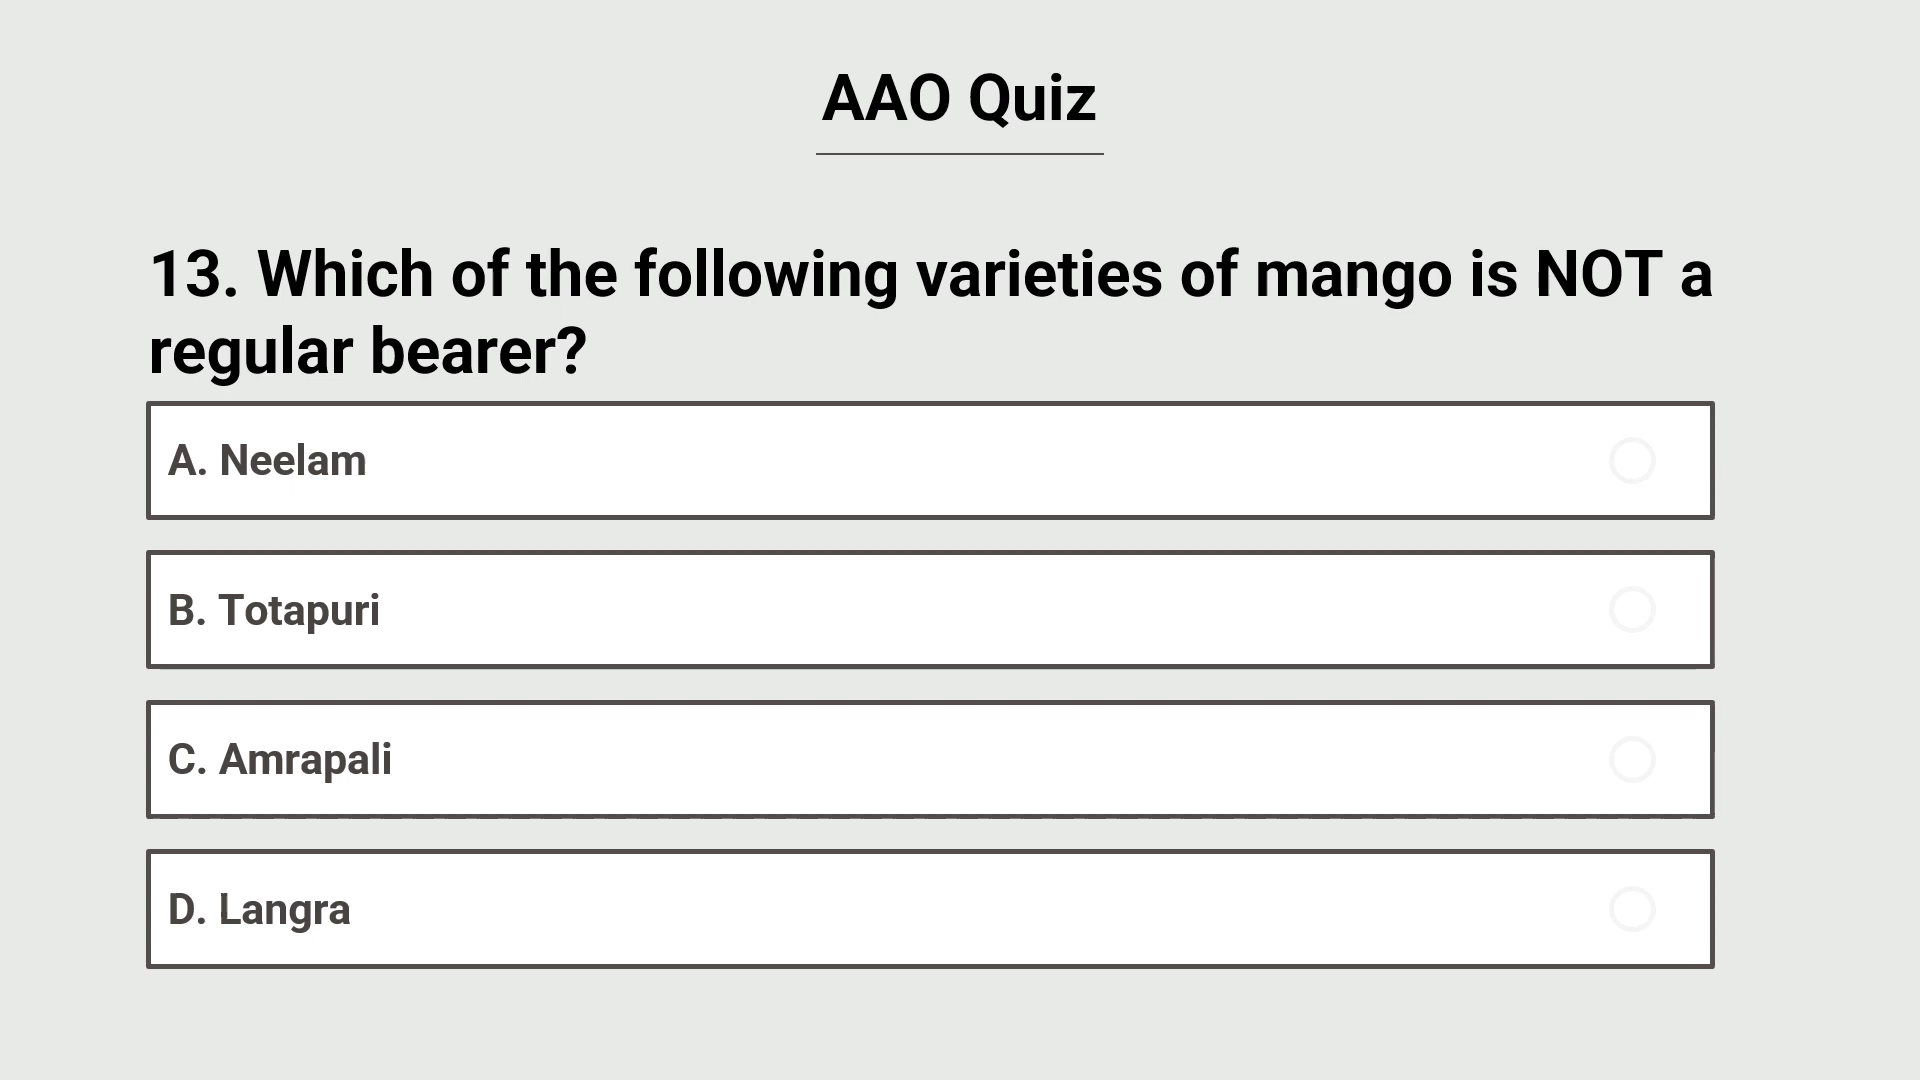 AAO Quiz
13. Which of the following varieties of mango is NOT a
regular bearer?
A. Neelam
B. Totapuri
C. Amrapali
D. Langra